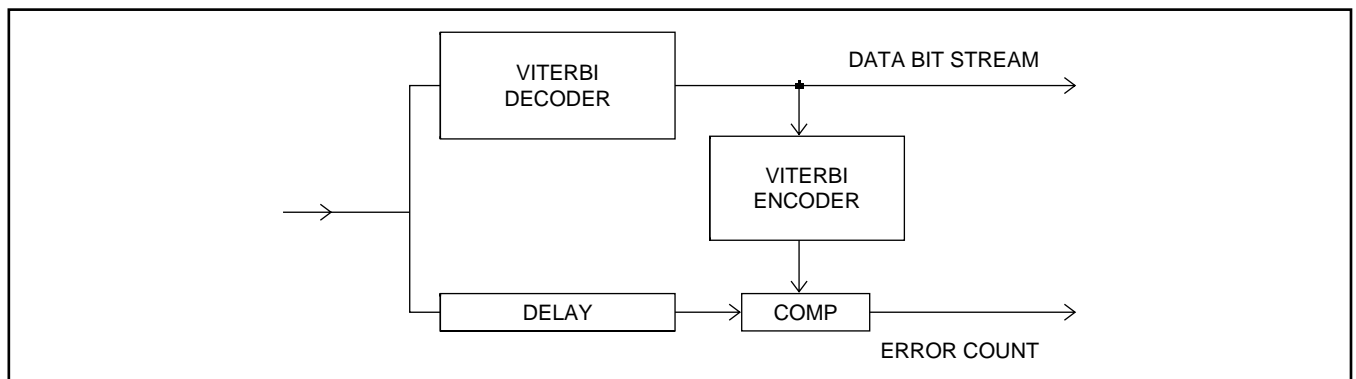 VITERBI
DECODER
DATA BIT STREAM
VITERBI
ENCODER
DELAY
COMP
ERROR COUNT